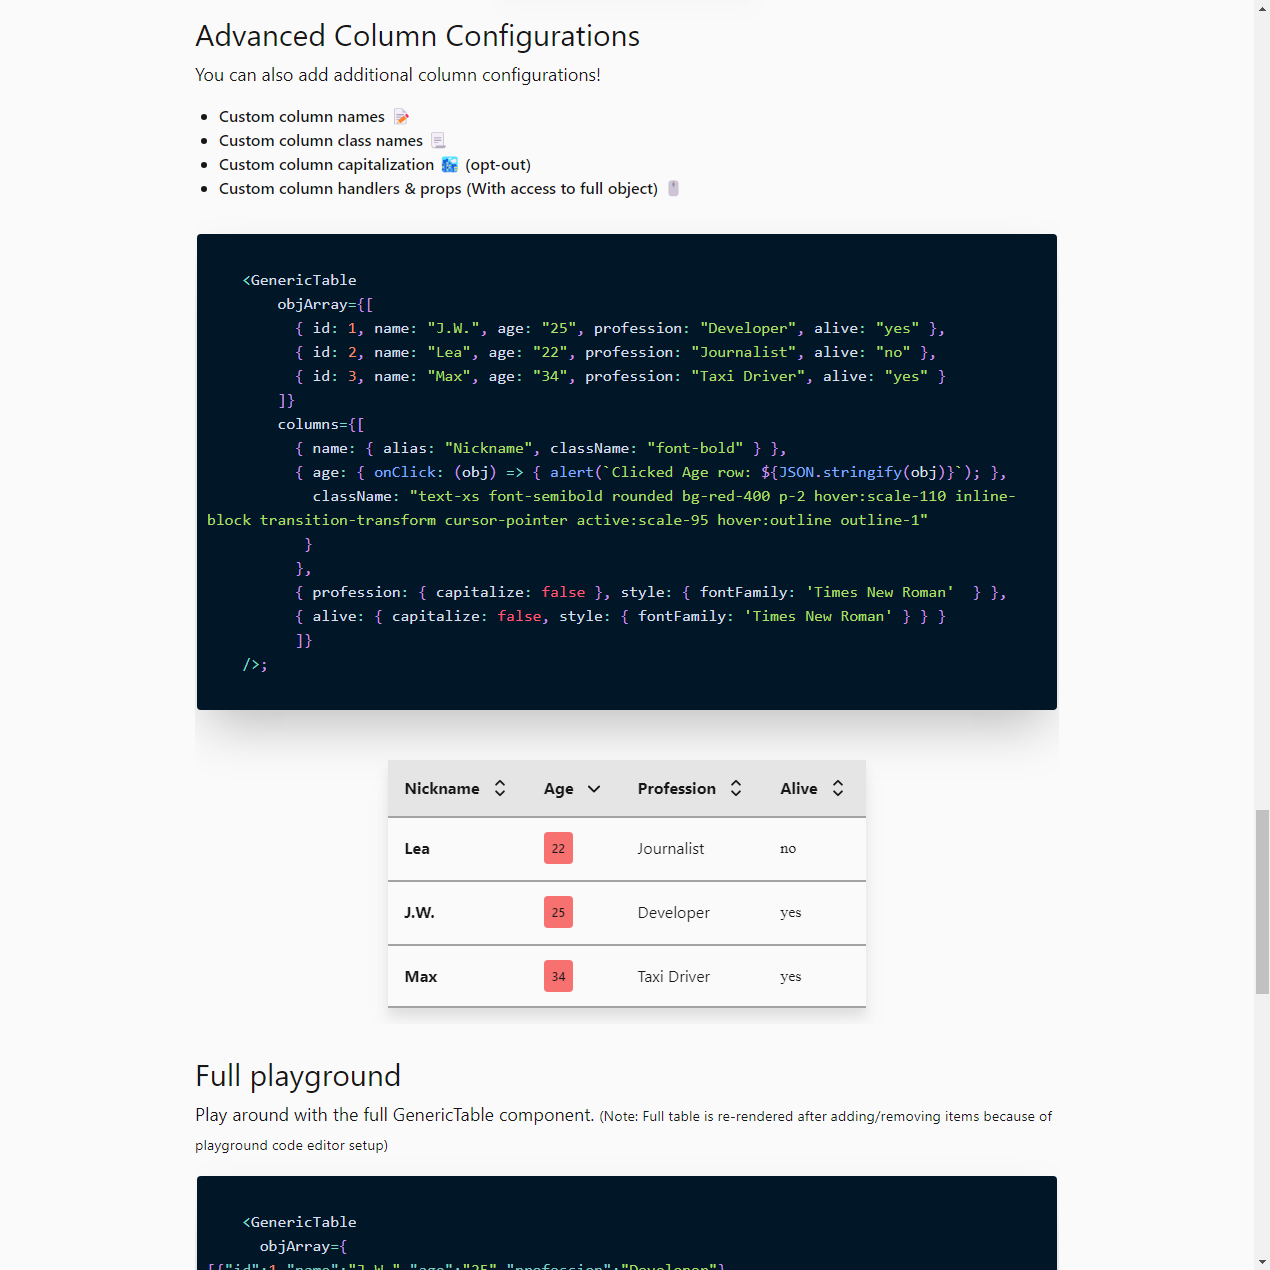 Advanced Column Configurations
You can also add additional column configurations!
Custom column names 📝
Custom column class names 📃
Custom column capitalization (opt-out)
Custom column handlers & props (With access to full object) 🖱️
<GenericTable
objArray={[
{ id: 1, name: "J.W.", age: "25", profession: "Developer", alive: "yes" },
{ id: 2, name: "Lea", age: "22", profession: "Journalist", alive: "no" },
{ id: 3, name: "Max", age: "34", profession: "Taxi Driver", alive: "yes" }
]}
columns={[
{ name: { alias: "Nickname", className: "font-bold" } },
{ age: { onClick: (obj) => { alert(`Clicked Age row: ${JSON.stringify(obj)}`); },
className: "text-xs font-semibold rounded bg-red-400 p-2 hover:scale-110 inline-
block transition-transform cursor-pointer active:scale-95 hover:outline outline-1"
}
},
{ profession: { capitalize: false }, style: { fontFamily: 'Times New Roman'  } },
{ alive: { capitalize: false, style: { fontFamily: 'Times New Roman' } } }
]}
/>;
Nickname Age Profession Alive
Lea 22 Journalist no
J.W. 25 Developer yes
Max 34 Taxi Driver yes
Full playground
Play around with the full GenericTable component. (Note: Full table is re-rendered after adding/removing items because of
playground code editor setup)
<GenericTable
objArray={
[{"id":1,"name":"J.W.","age":"25","profession":"Developer"},